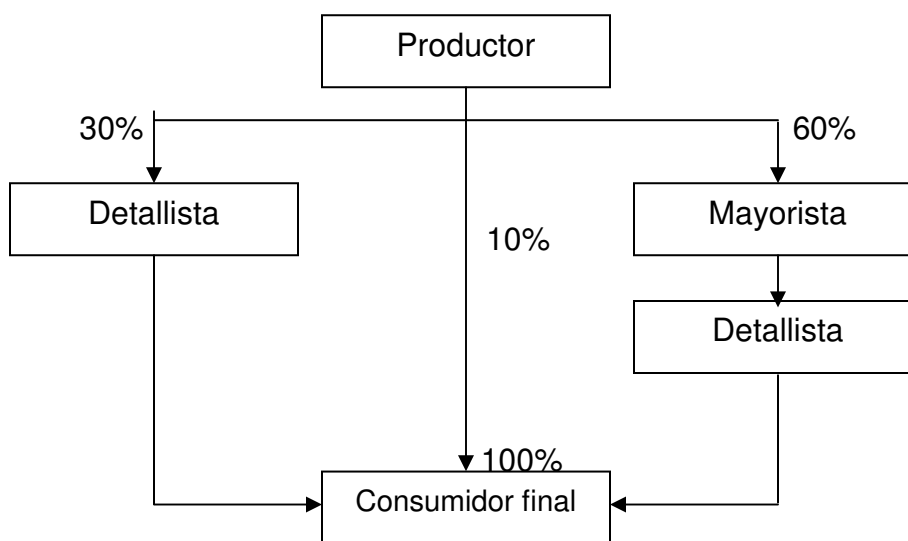 Productor
30%
60%
Detallista
Mayorista
10%
Detallista
100%
Consumidor final